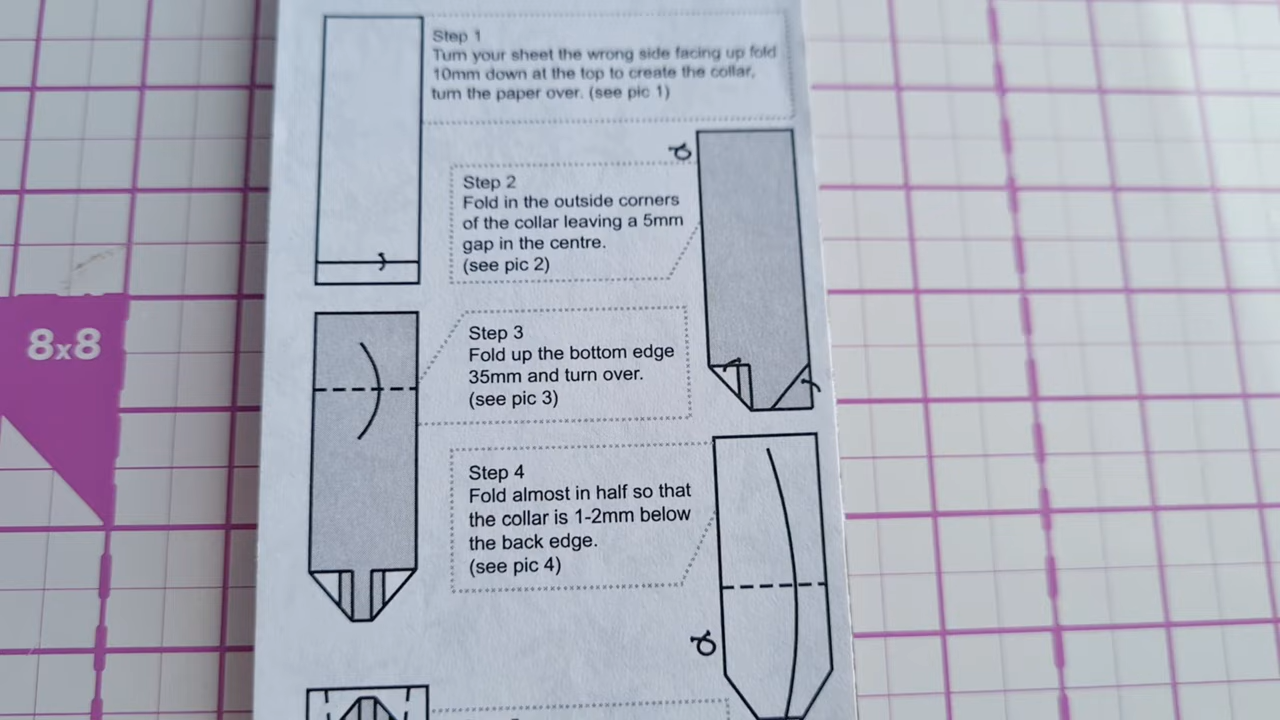 Step 1
Turn your sheet the wrong side facing up fold
10mm down at the top to create the collar,
turn the paper over. (see pic 1)
Step 2
Fold in the outside corners
of the collar leaving a 5mm
gap in the centre.
(see pic 2)
Step 3
Fold up the bottom edge
35mm and turn over.
(see pic 3)
8x8
Step 4
Fold almost in half so that
the collar is 1-2mm below
the back edge.
(see pic 4)